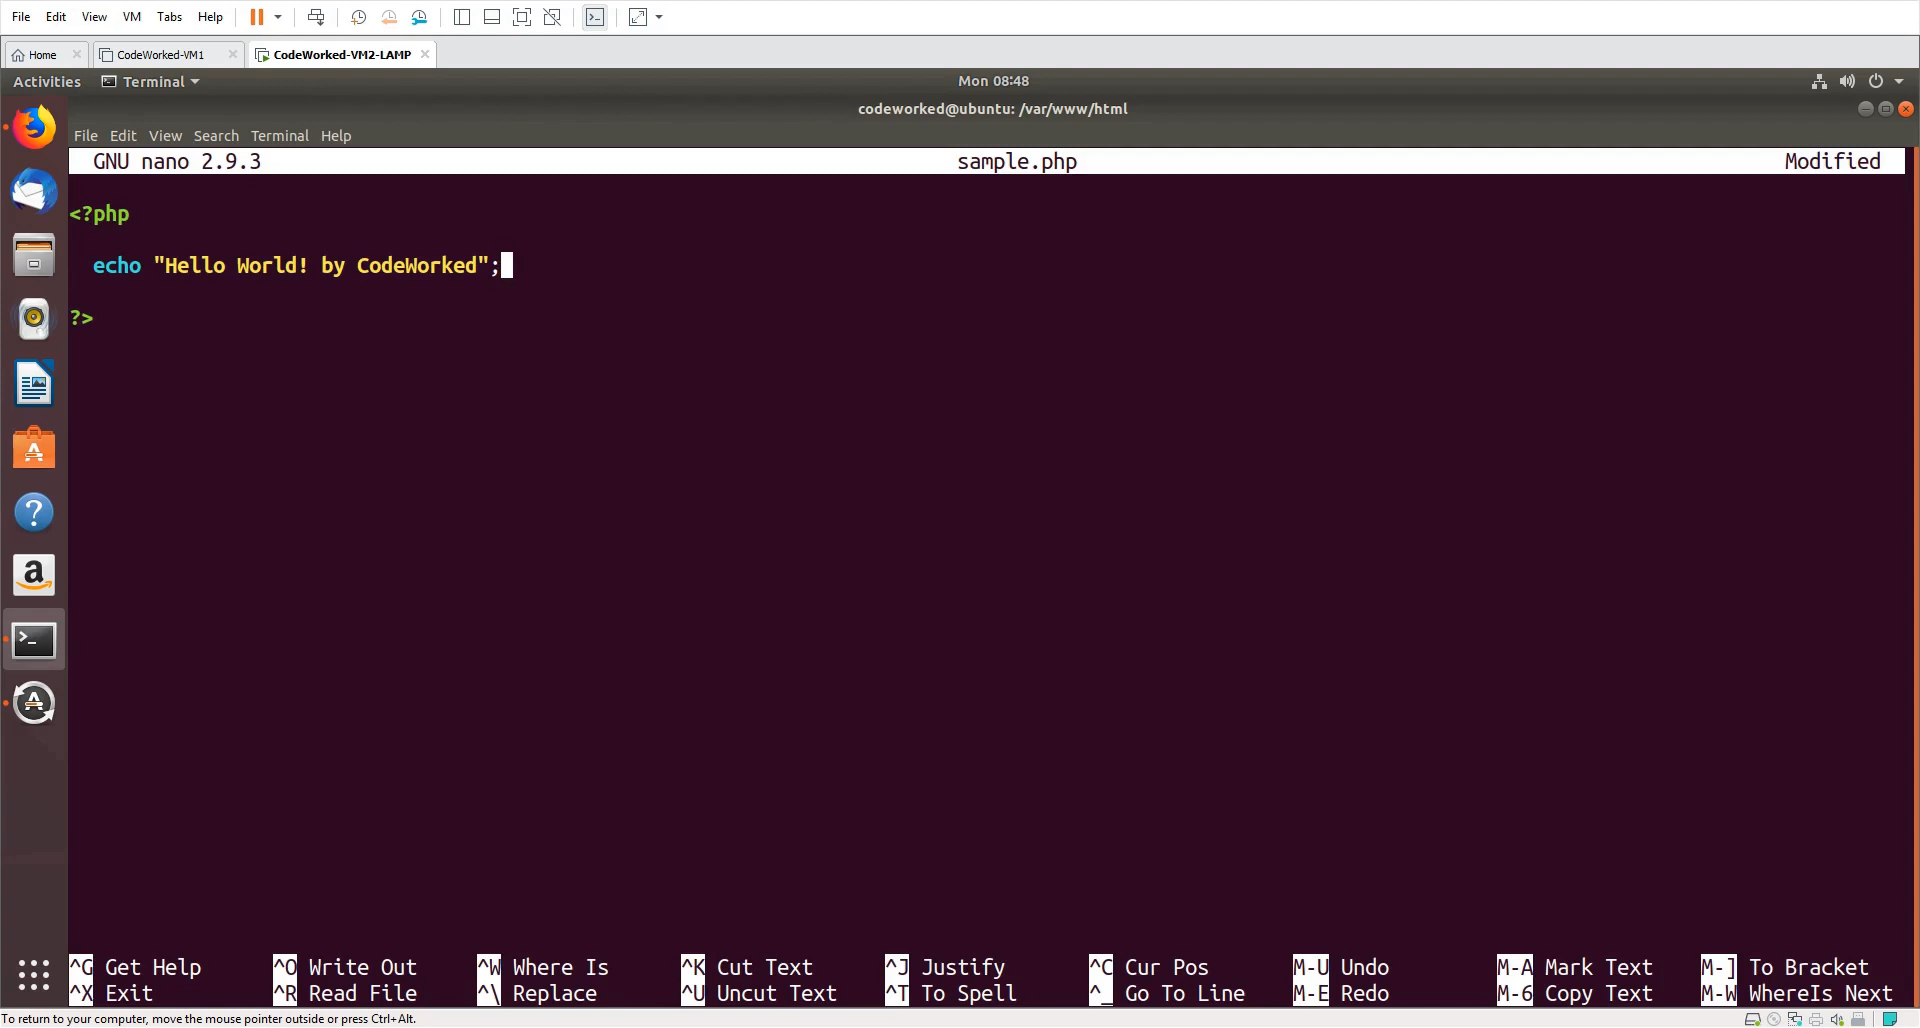 File Edit View VM Tabs Help
Home CodeWorked-VM1 CodeWorked-VM2-LAMP
Activities Terminal Mon 08:48
codeworked@ubuntu: /var/www/html
File Edit View Search Terminal Help
GNU nano 2.9.3 sample.php Modified
<?php
echo "Hello World! by CodeWorked";
?>
^G Get Help ^O Write Out ^W Where Is ^K Cut Text ^J Justify ^C Cur Pos M-U Undo M-A Mark Text M-] To Bracket
^X Exit ^R Read File ^\ Replace ^U Uncut Text ^T To Spell ^_ Go To Line M-E Redo M-6 Copy Text M-W WhereIs Next
To return to your computer, move the mouse pointer outside or press Ctrl+Alt.